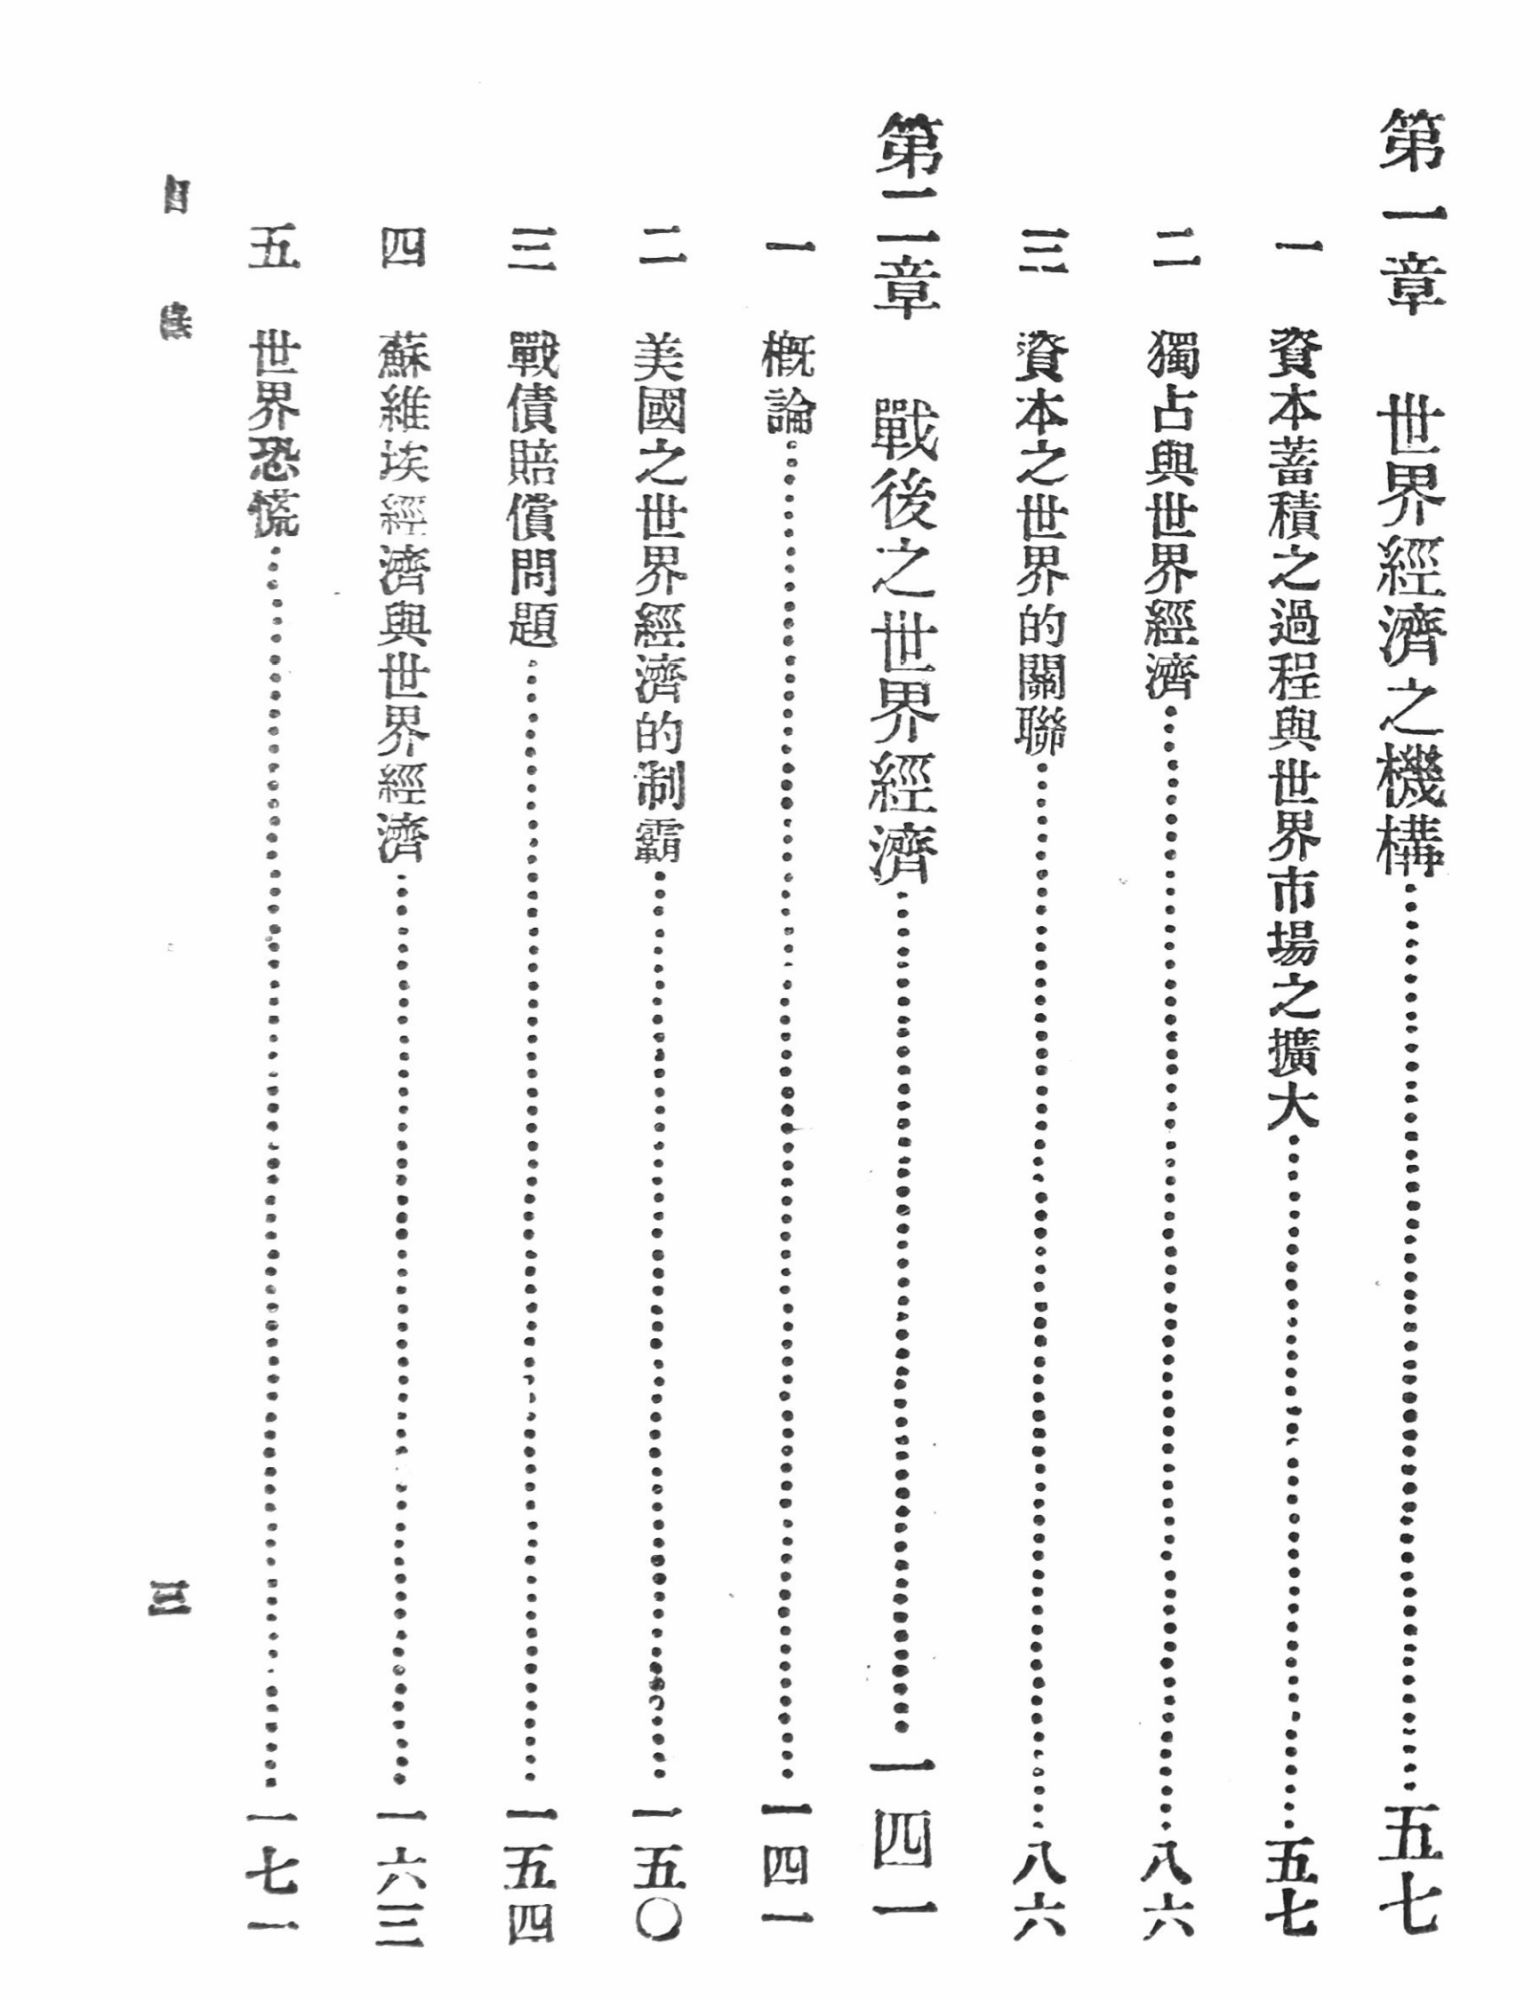 第一章 世界經濟之機構……五七
一 資本蓄積之過程與世界市場之擴大……五七
二 獨占與世界經濟……八六
三 資本之世界的關聯……八六
第二章 戰後之世界經濟……一四一
一 概論……一四一
二 美國之世界經濟的制霸……一五〇
三 戰債賠償問題……一五四
四 蘇維埃經濟與世界經濟……一六三
五 世界恐慌……一七一
目 錄 三